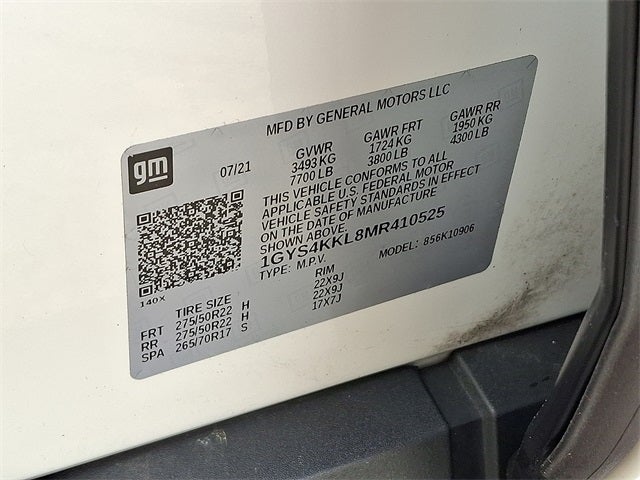 MFD BY GENERAL MOTORS LLC
gm
07/21
GVWR GAWR FRT GAWR RR
3493 KG 1724 KG 1950 KG
7700 LB 3800 LB 4300 LB
THIS VEHICLE CONFORMS TO ALL
APPLICABLE U.S. FEDERAL MOTOR
VEHICLE SAFETY STANDARDS IN EFFECT
ON THE DATE OF MANUFACTURE
SHOWN ABOVE.
1GYS4KKL8MR410525
TYPE: M.P.V. MODEL: 856K10906
140X
TIRE SIZE RIM
FRT 275/50R22 H 22X9J
RR 275/50R22 H 22X9J
SPA 265/70R17 S 17X7J